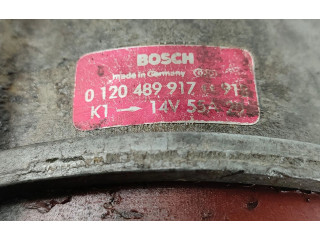 BOSCH
made in Germany
0 120 489 917
K1 → 14V 55A